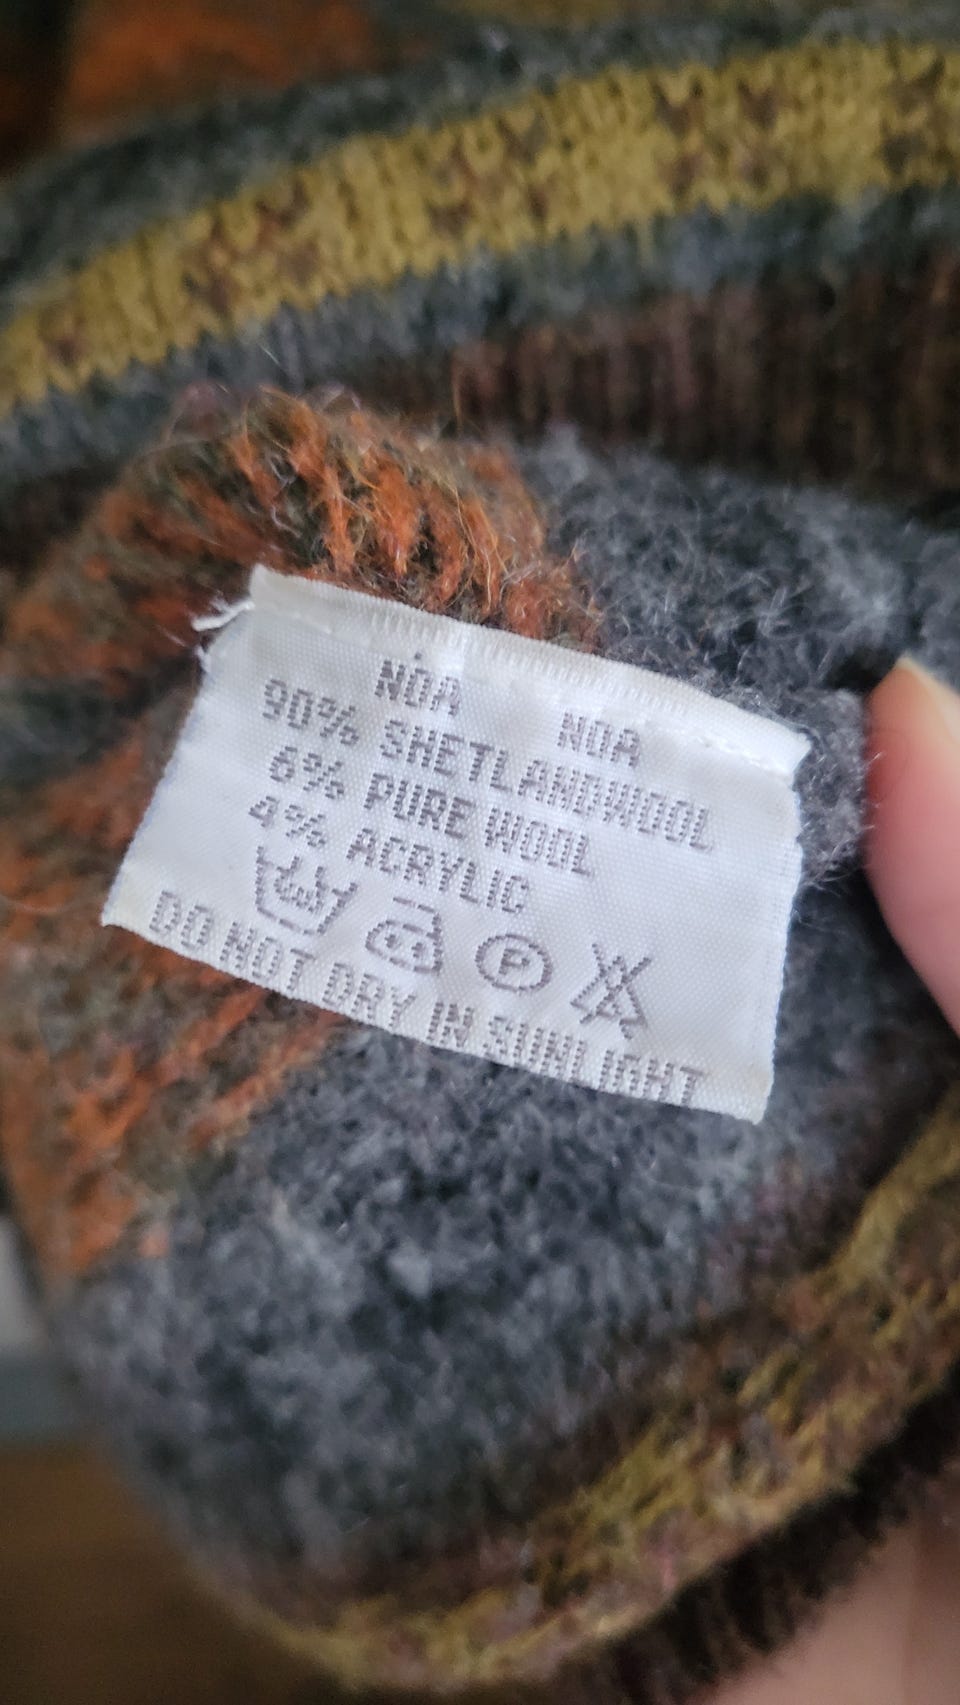 NOA NOA
90% SHETLANDWOOL
6% PURE WOOL
4% ACRYLIC
P
DO NOT DRY IN SUNLIGHT